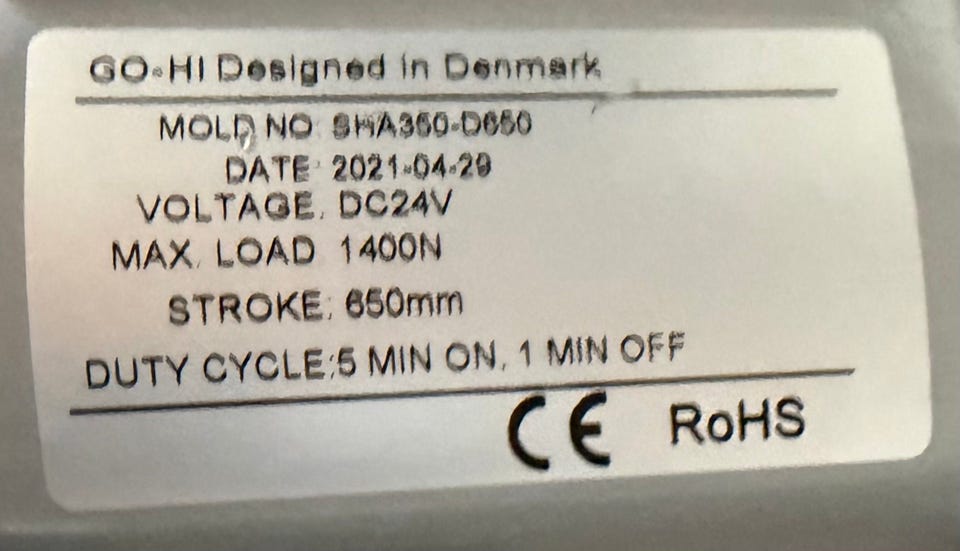 GO-HI Designed in Denmark
MOLD NO: SHA350-D650
DATE: 2021-04-29
VOLTAGE: DC24V
MAX. LOAD 1400N
STROKE: 650mm
DUTY CYCLE:5 MIN ON, 1 MIN OFF
CE RoHS